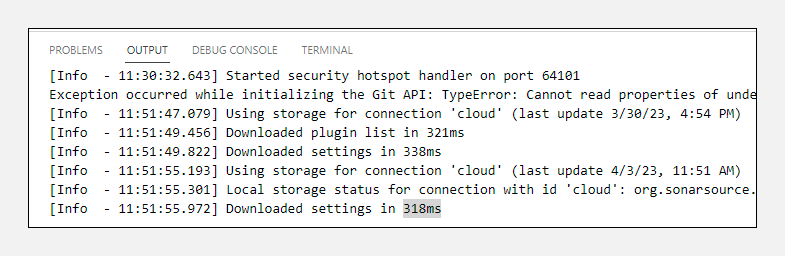 PROBLEMS OUTPUT DEBUG CONSOLE TERMINAL
[Info  - 11:30:32.643] Started security hotspot handler on port 64101
Exception occurred while initializing the Git API: TypeError: Cannot read properties of unde
[Info  - 11:51:47.079] Using storage for connection 'cloud' (last update 3/30/23, 4:54 PM)
[Info  - 11:51:49.456] Downloaded plugin list in 321ms
[Info  - 11:51:49.822] Downloaded settings in 338ms
[Info  - 11:51:55.193] Using storage for connection 'cloud' (last update 4/3/23, 11:51 AM)
[Info  - 11:51:55.301] Local storage status for connection with id 'cloud': org.sonarsource.
[Info  - 11:51:55.972] Downloaded settings in 318ms